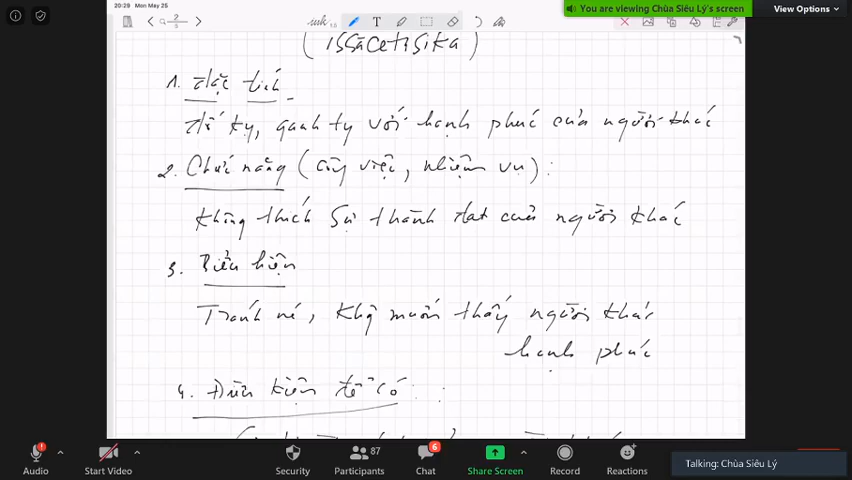 20:29 Mon May 25
You are viewing Chùa Siêu Lý's screen
View Options
2
T
(issācetisika)
1. Đặc tính
đố kỵ, ganh tỵ với hạnh phúc của người khác
2. Chức năng (công việc, nhiệm vụ):
Không thích sự thành đạt của người khác
3. Biểu hiện
Tránh né, không muốn thấy người khác
hạnh phúc
4. Điều kiện để có :
Audio
Start Video
Security
Participants
87
Chat
6
Share Screen
Record
Reactions
Talking: Chùa Siêu Lý